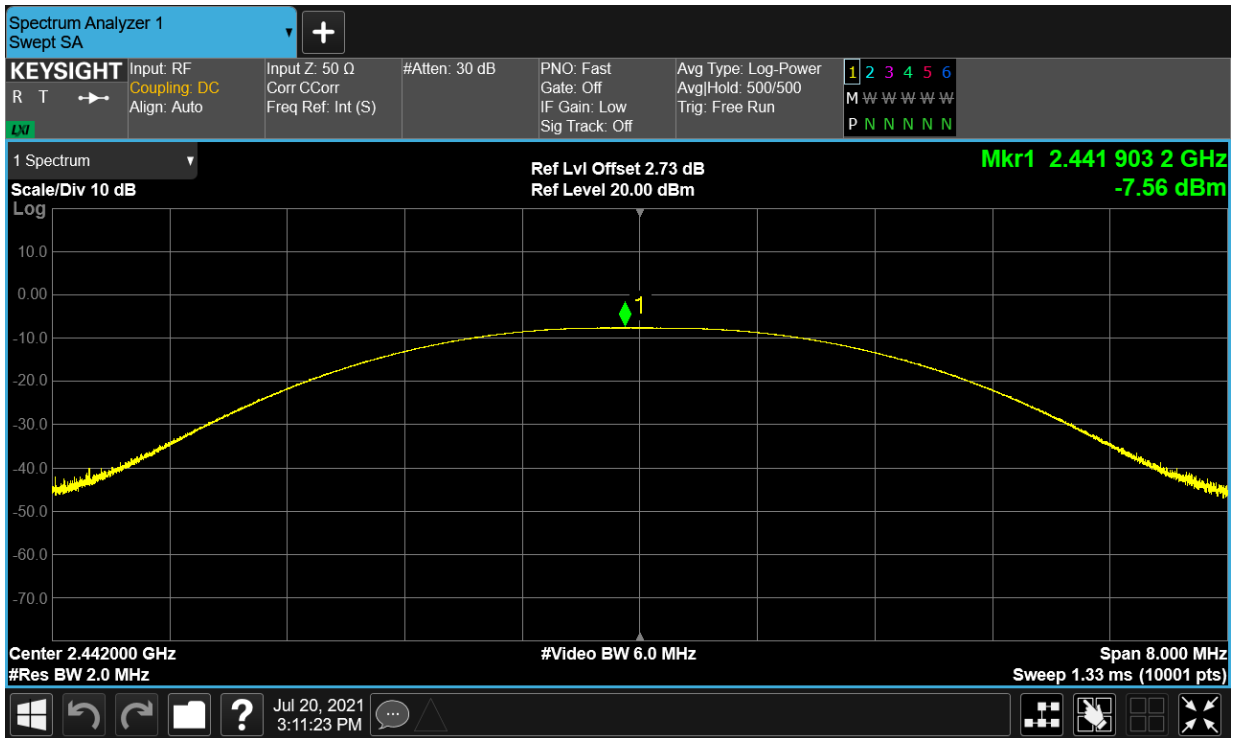 Spectrum Analyzer 1
Swept SA
KEYSIGHT
R T
LXI
Input: RF
Coupling: DC
Align: Auto
Input Z: 50 Ω
Corr CCorr
Freq Ref: Int (S)
#Atten: 30 dB
PNO: Fast
Gate: Off
IF Gain: Low
Sig Track: Off
Avg Type: Log-Power
Avg|Hold: 500/500
Trig: Free Run
1 2 3 4 5 6
M W W W W W
P N N N N N
1 Spectrum
Scale/Div 10 dB
Log
Ref Lvl Offset 2.73 dB
Ref Level 20.00 dBm
Mkr1 2.441 903 2 GHz
-7.56 dBm
10.0
0.00
-10.0
-20.0
-30.0
-40.0
-50.0
-60.0
-70.0
1
Center 2.442000 GHz
#Res BW 2.0 MHz
#Video BW 6.0 MHz
Span 8.000 MHz
Sweep 1.33 ms (10001 pts)
?
Jul 20, 2021
3:11:23 PM